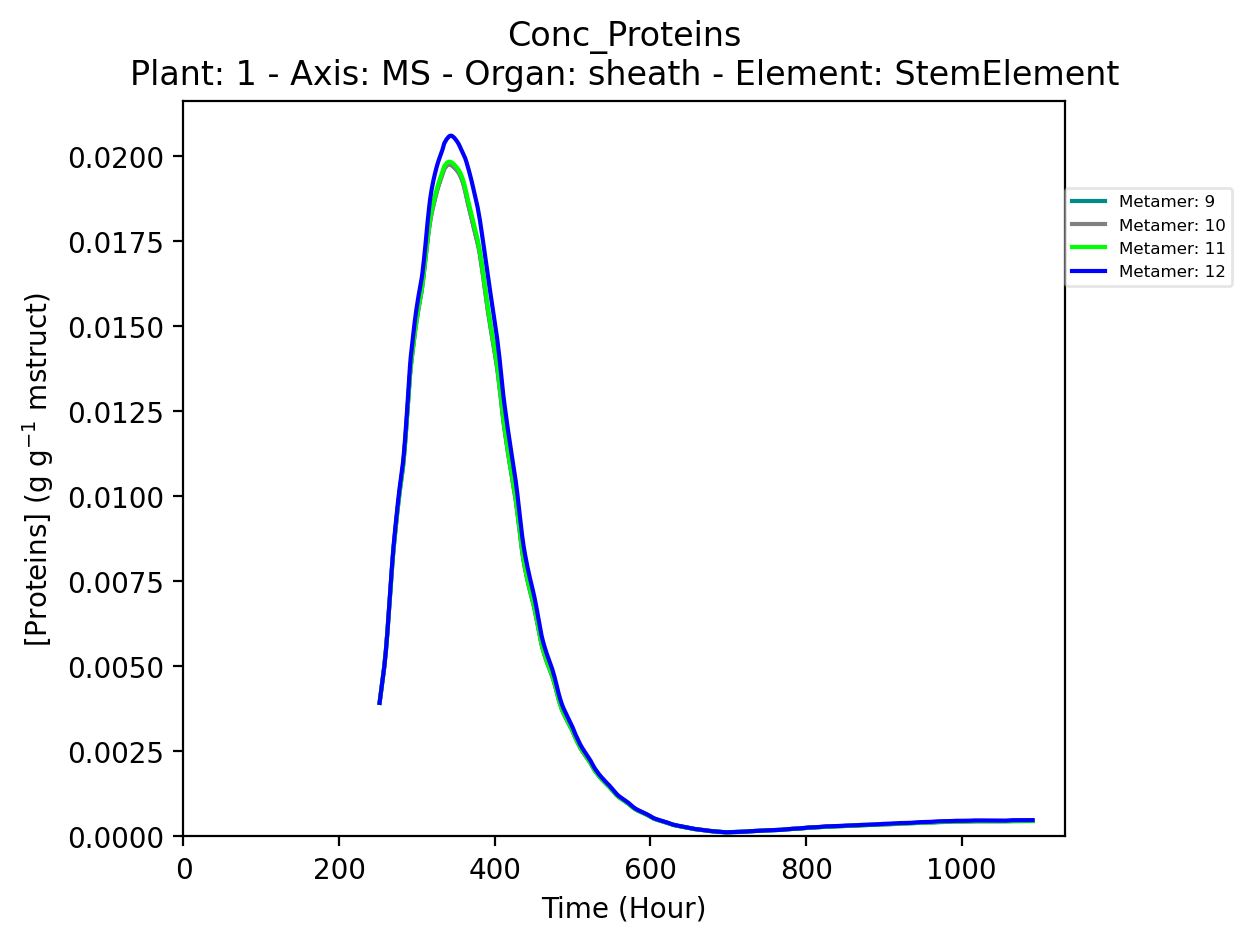 Conc_Proteins
Plant: 1 - Axis: MS - Organ: sheath - Element: StemElement
0.0200
0.0175
0.0150
0.0125
0.0100
0.0075
0.0050
0.0025
0.0000
[Proteins] (g g⁻¹ mstruct)
0 200 400 600 800 1000
Time (Hour)
Metamer: 9
Metamer: 10
Metamer: 11
Metamer: 12